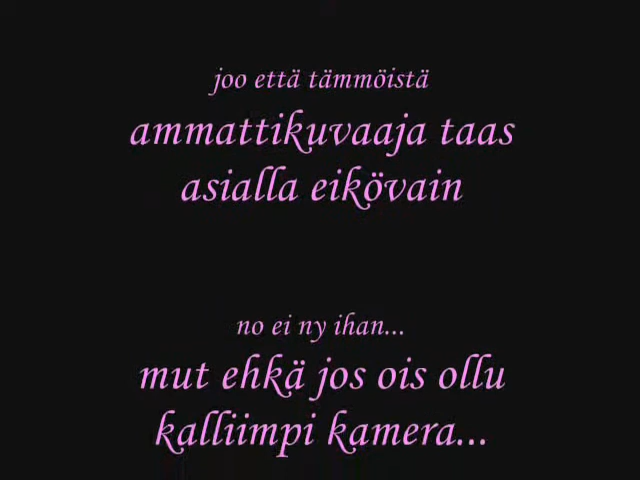 joo että tämmöistä
ammattikuvaaja taas
asialla eikövain
no ei ny ihan...
mut ehkä jos ois ollu
kalliimpi kamera...